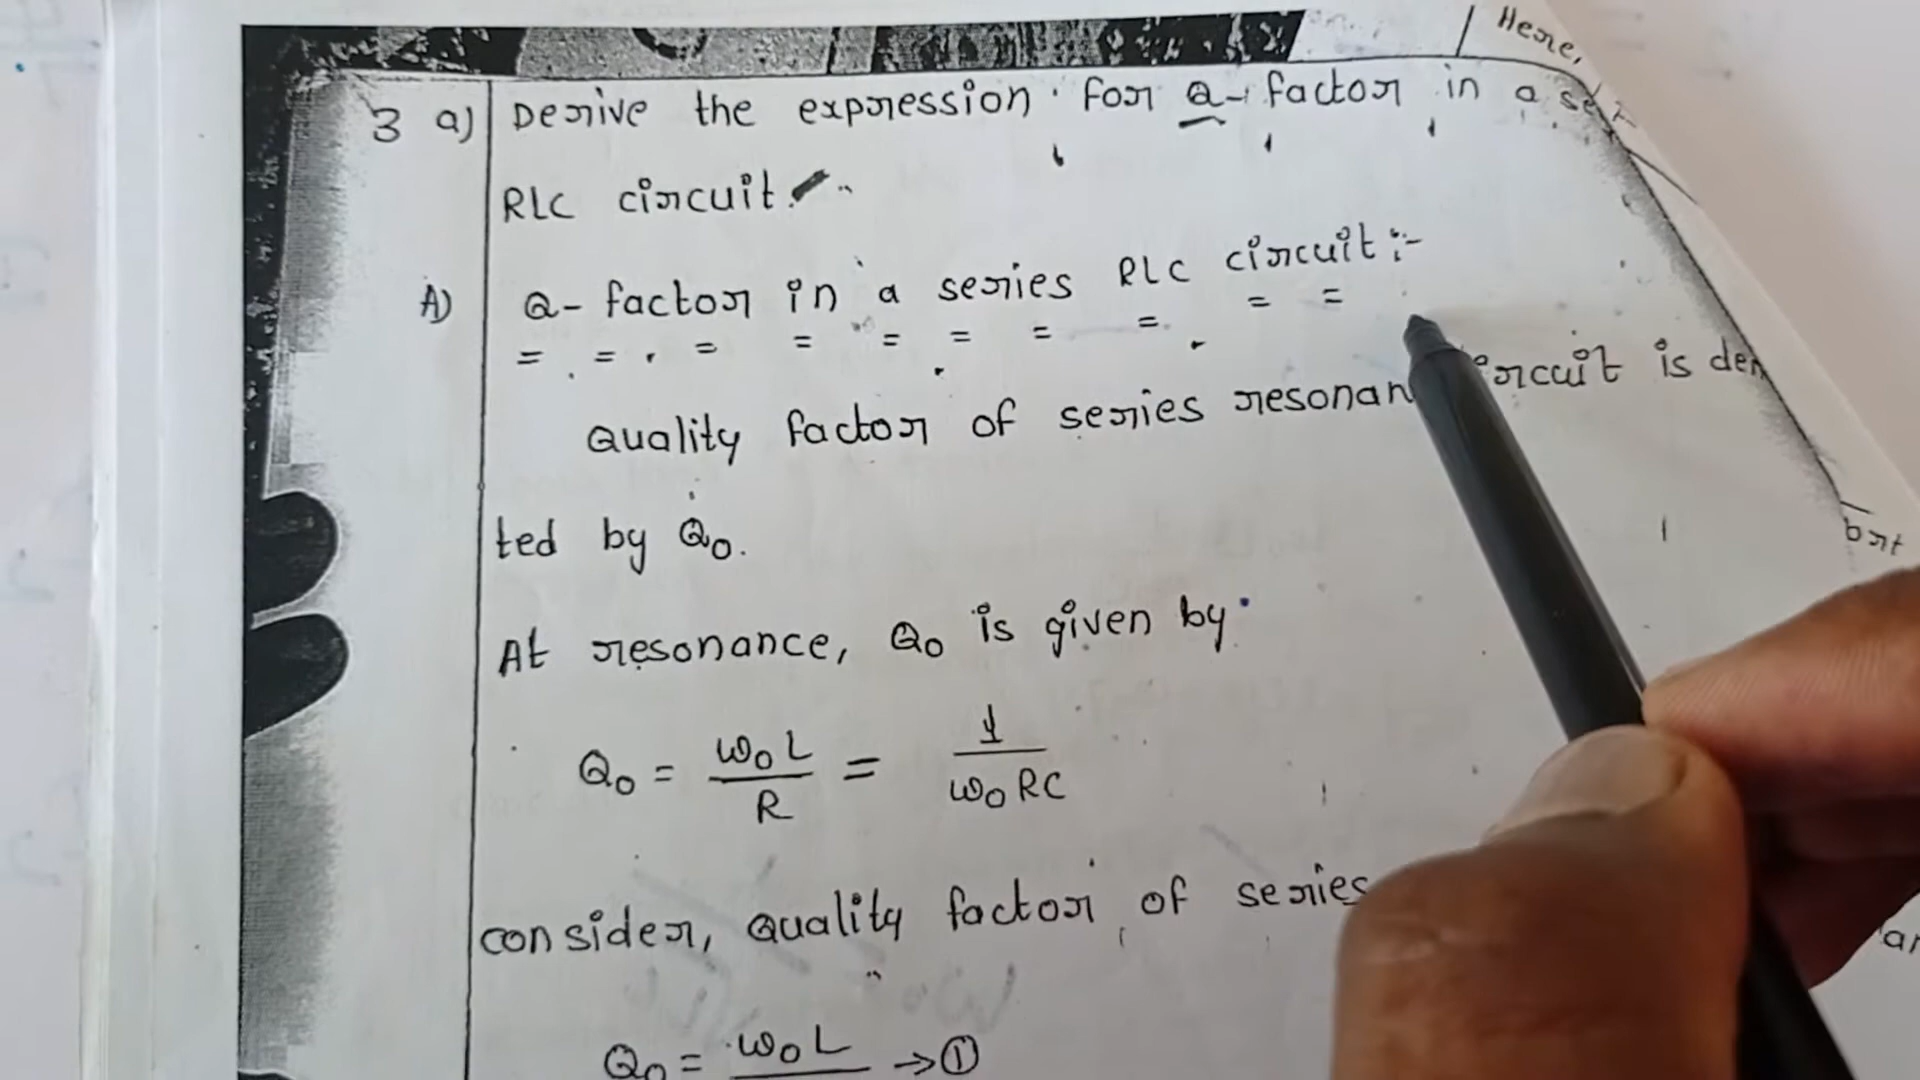 Here,
3 a) Derive the expression for Q- factor in a se
RLC circuit.
A) Q- factor in a series RLC circuit :-
Quality factor of series resonan ircuit is den
ted by Q₀.
At resonance, Q₀ is given by
Q₀ = ω₀L / R = 1 / ω₀RC
consider, Quality factor of series
Q₀ = ω₀L → ①